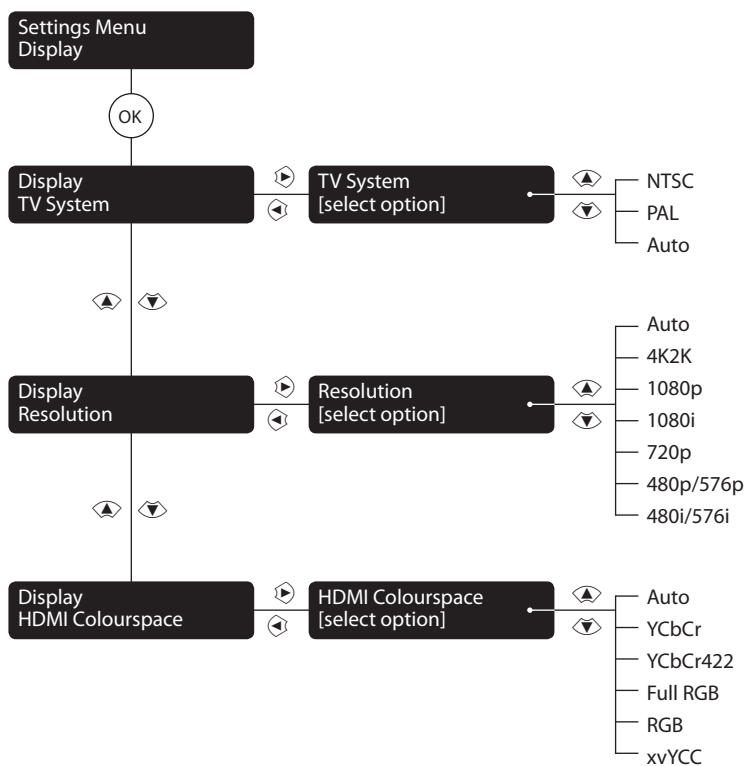 Settings Menu
Display
OK
Display
TV System
TV System
[select option]
NTSC
PAL
Auto
Display
Resolution
Resolution
[select option]
Auto
4K2K
1080p
1080i
720p
480p/576p
480i/576i
Display
HDMI Colourspace
HDMI Colourspace
[select option]
Auto
YCbCr
YCbCr422
Full RGB
RGB
xvYCC